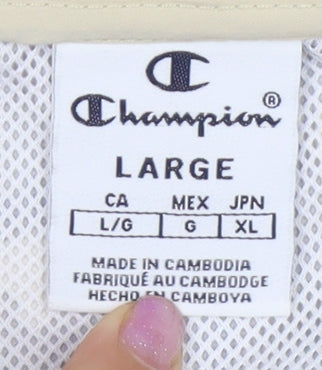 Champion®
LARGE
CA MEX JPN
L/G G XL
MADE IN CAMBODIA
FABRIQUÉ AU CAMBODGE
HECHO EN CAMBOYA